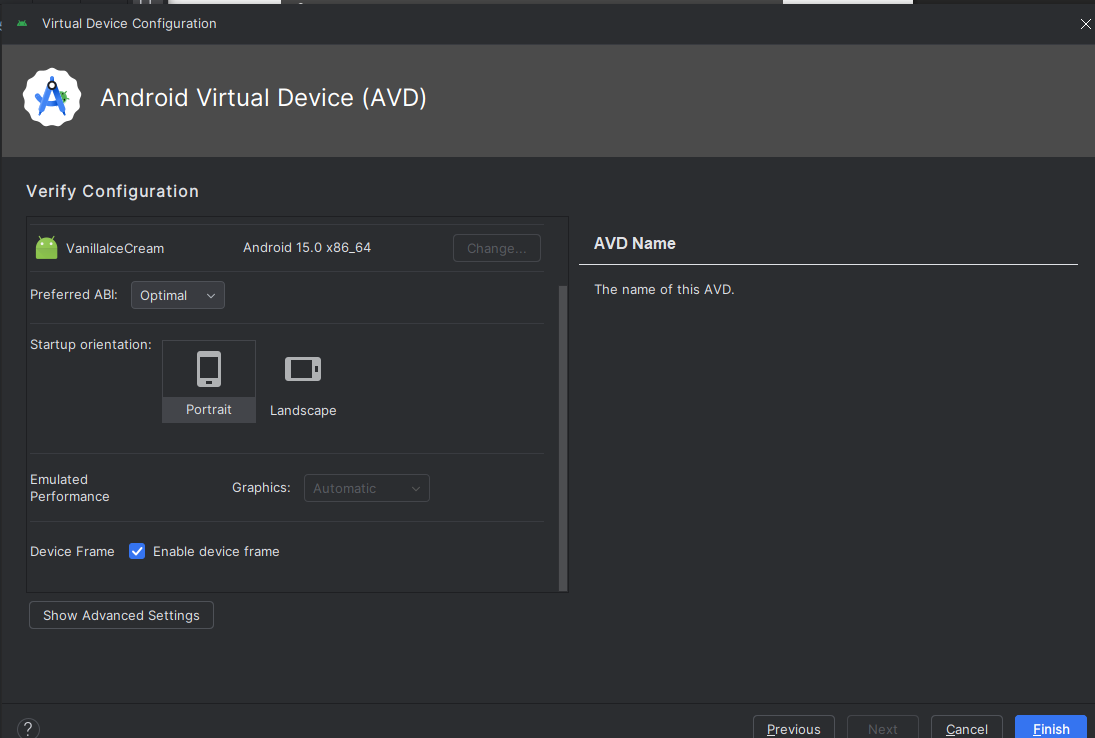 Virtual Device Configuration
Android Virtual Device (AVD)
Verify Configuration
VanillaIceCream Android 15.0 x86_64 Change...
Preferred ABI: Optimal
Startup orientation:
Portrait Landscape
Emulated
Performance
Graphics: Automatic
Device Frame Enable device frame
Show Advanced Settings
AVD Name
The name of this AVD.
? Previous Next Cancel Finish